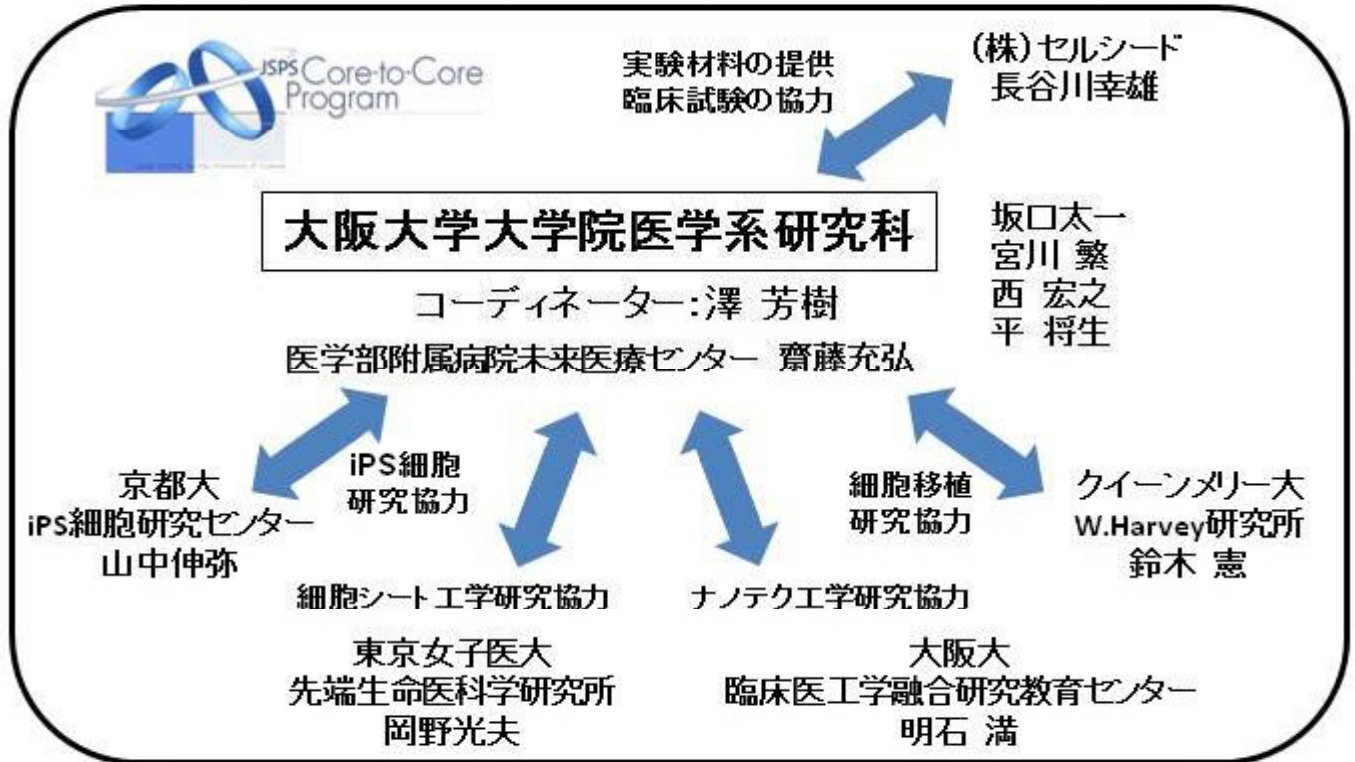 JSPS Core-to-Core
Program
実験材料の提供
臨床試験の協力
(株)セルシード
長谷川幸雄
大阪大学大学院医学系研究科
コーディネーター:澤 芳樹
医学部附属病院未来医療センター 齋藤充弘
坂口太一
宮川 繁
西 宏之
平 将生
iPS細胞
研究協力
京都大
iPS細胞研究センター
山中伸弥
細胞移植
研究協力
クイーンメリー大
W.Harvey研究所
鈴木 憲
細胞シート工学研究協力
東京女子医大
先端生命医科学研究所
岡野光夫
ナノテク工学研究協力
大阪大
臨床医工学融合研究教育センター
明石 満